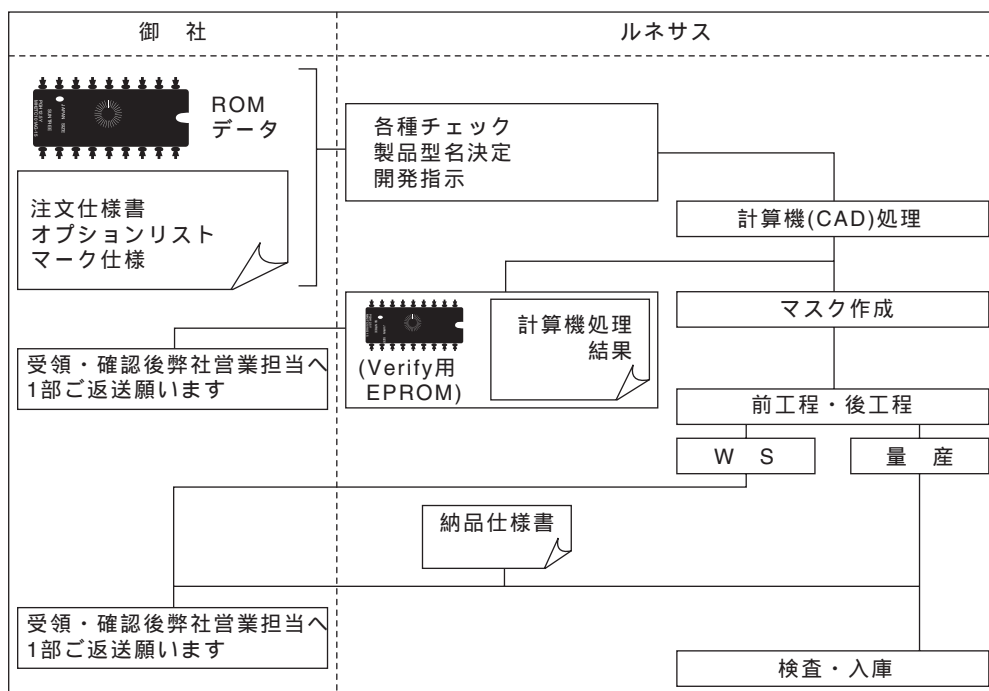 御 社
ルネサス
ROM
データ
各種チェック
製品型名決定
開発指示
注文仕様書
オプションリスト
マーク仕様
計算機(CAD)処理
マスク作成
計算機処理
結果
(Verify用
EPROM)
受領・確認後弊社営業担当へ
1部ご返送願います
前工程・後工程
W S
量 産
納品仕様書
受領・確認後弊社営業担当へ
1部ご返送願います
検査・入庫